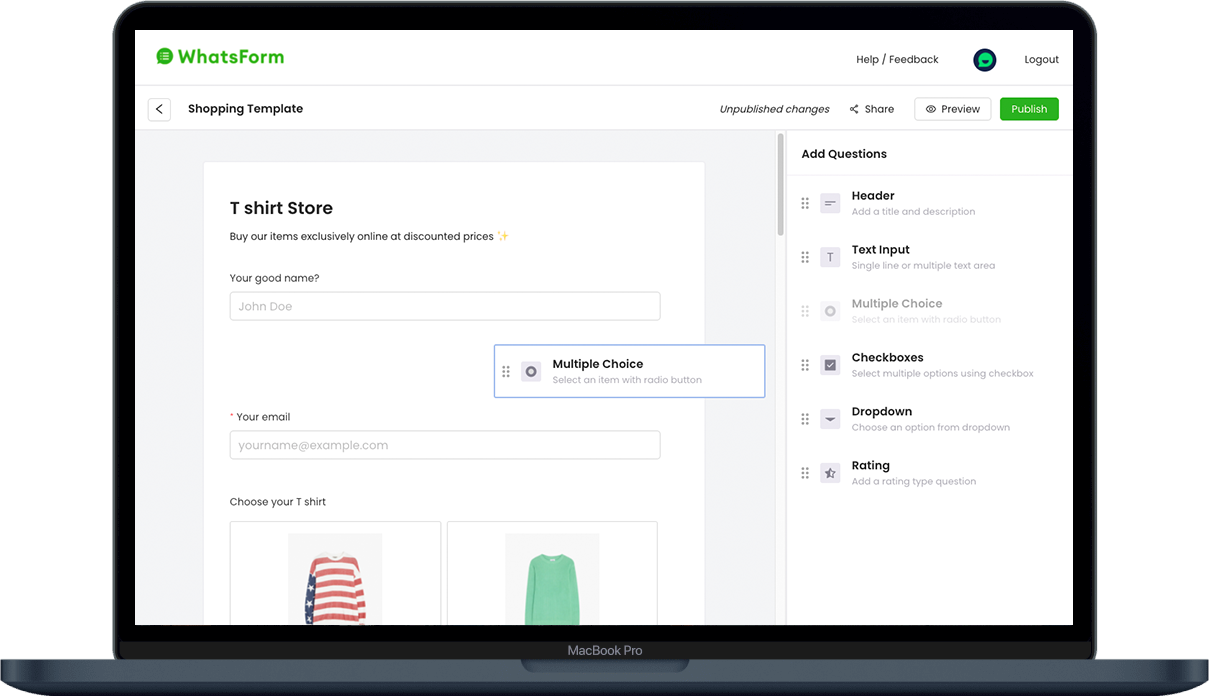 WhatsForm
Help / Feedback
Logout
Shopping Template
Unpublished changes
Share
Preview
Publish
T shirt Store
Buy our items exclusively online at discounted prices ✨
Your good name?
John Doe
Multiple Choice
Select an item with radio button
* Your email
yourname@example.com
Choose your T shirt
Add Questions
Header
Add a title and description
T
Text Input
Single line or multiple text area
Multiple Choice
Select an item with radio button
Checkboxes
Select multiple options using checkbox
Dropdown
Choose an option from dropdown
Rating
Add a rating type question
MacBook Pro